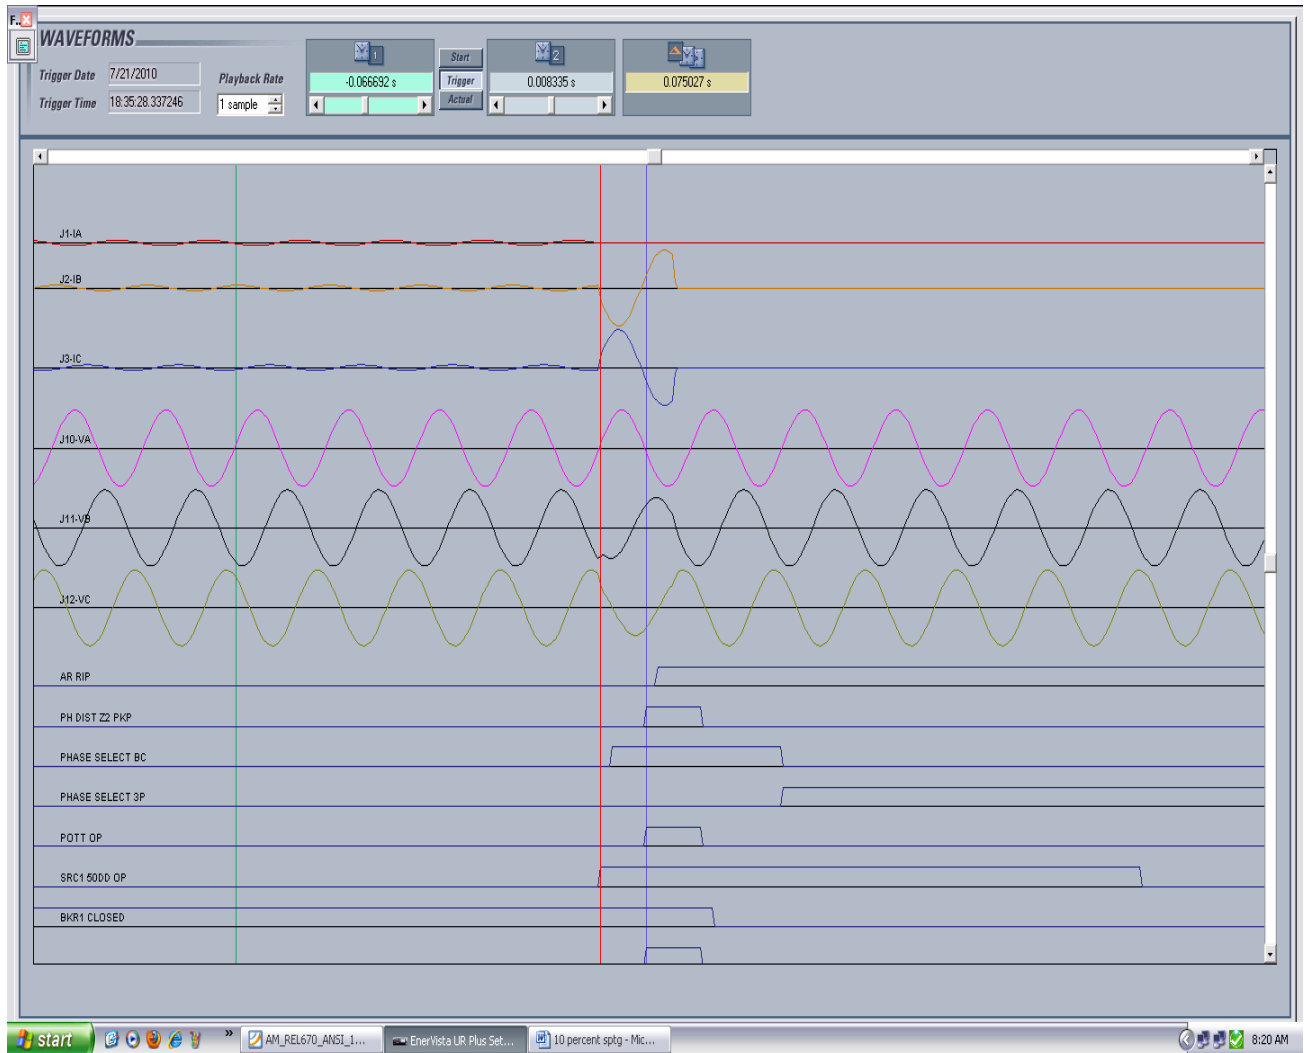 F..
WAVEFORMS
Trigger Date 7/21/2010
Trigger Time 18:35:28.337246
Playback Rate
1 sample
1
-0.066692 s
Start
Trigger
Actual
2
0.008335 s
0.075027 s
J1-IA
J2-IB
J3-IC
J10-VA
J11-VB
J12-VC
AR RIP
PH DIST Z2 PKP
PHASE SELECT BC
PHASE SELECT 3P
POTT OP
SRC1 50DD OP
BKR1 CLOSED
start
»
AM_REL670_ANSI_1...
EnerVista UR Plus Set...
10 percent sptg - Mic...
8:20 AM